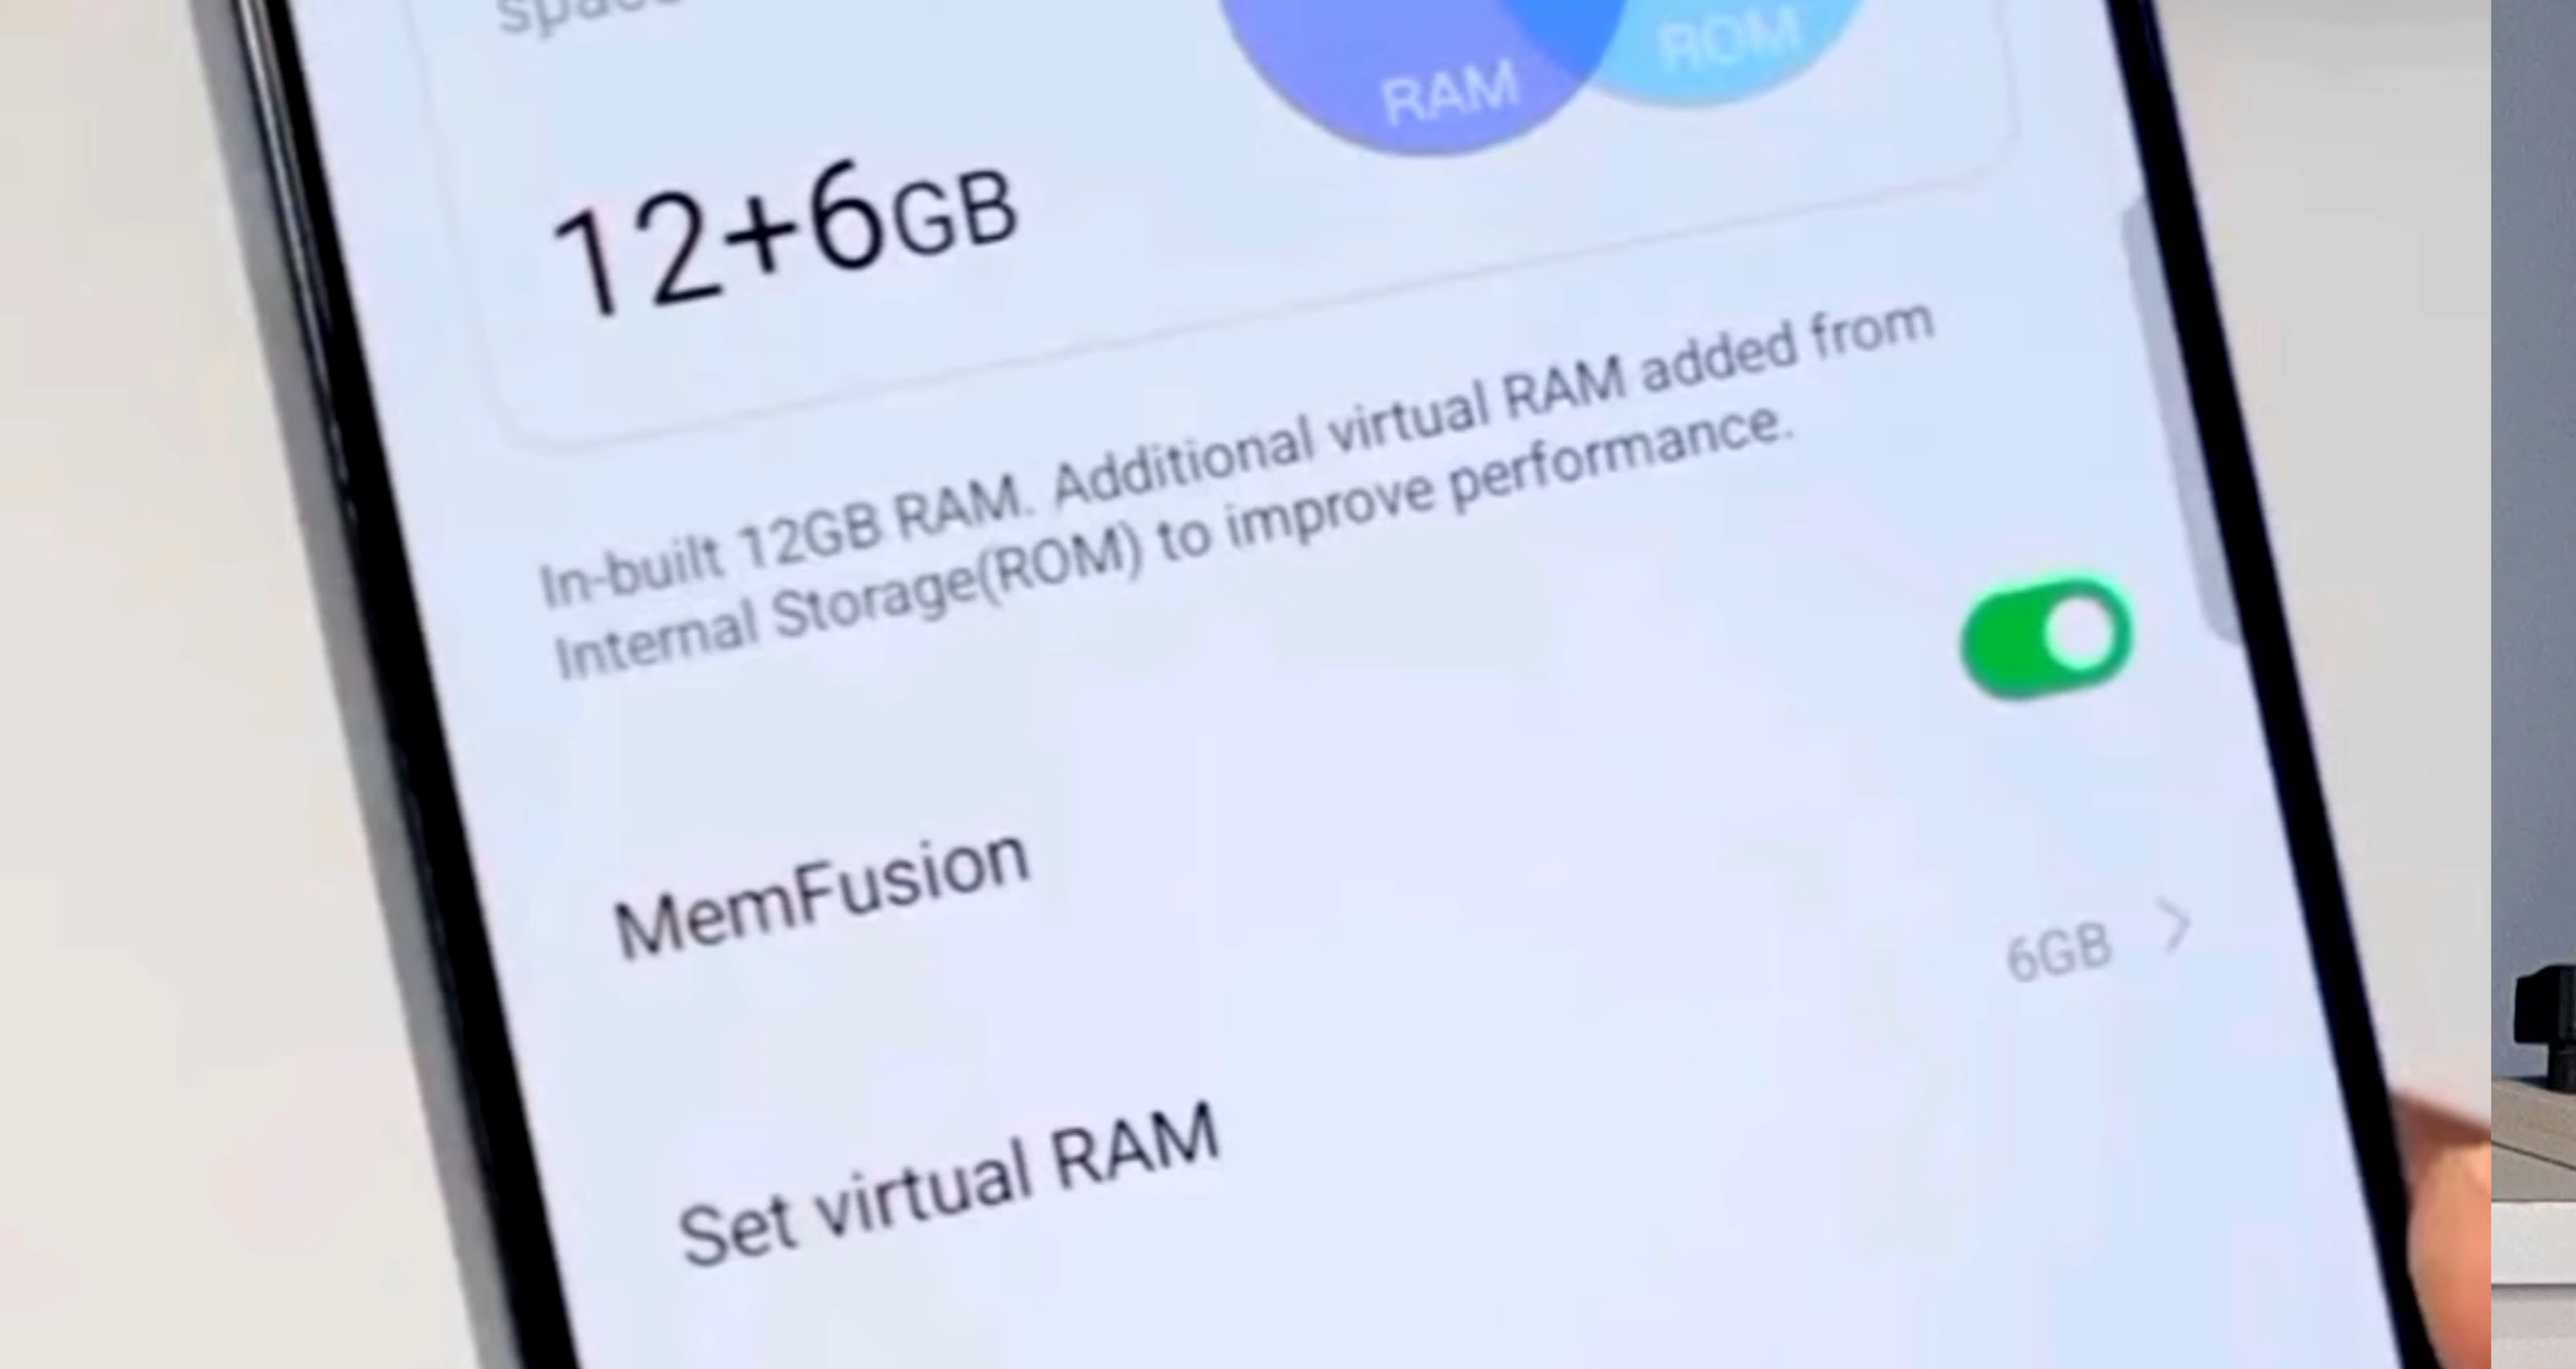 RAM
ROM
12+6GB
In-built 12GB RAM. Additional virtual RAM added from
Internal Storage(ROM) to improve performance.
MemFusion
6GB >
Set virtual RAM